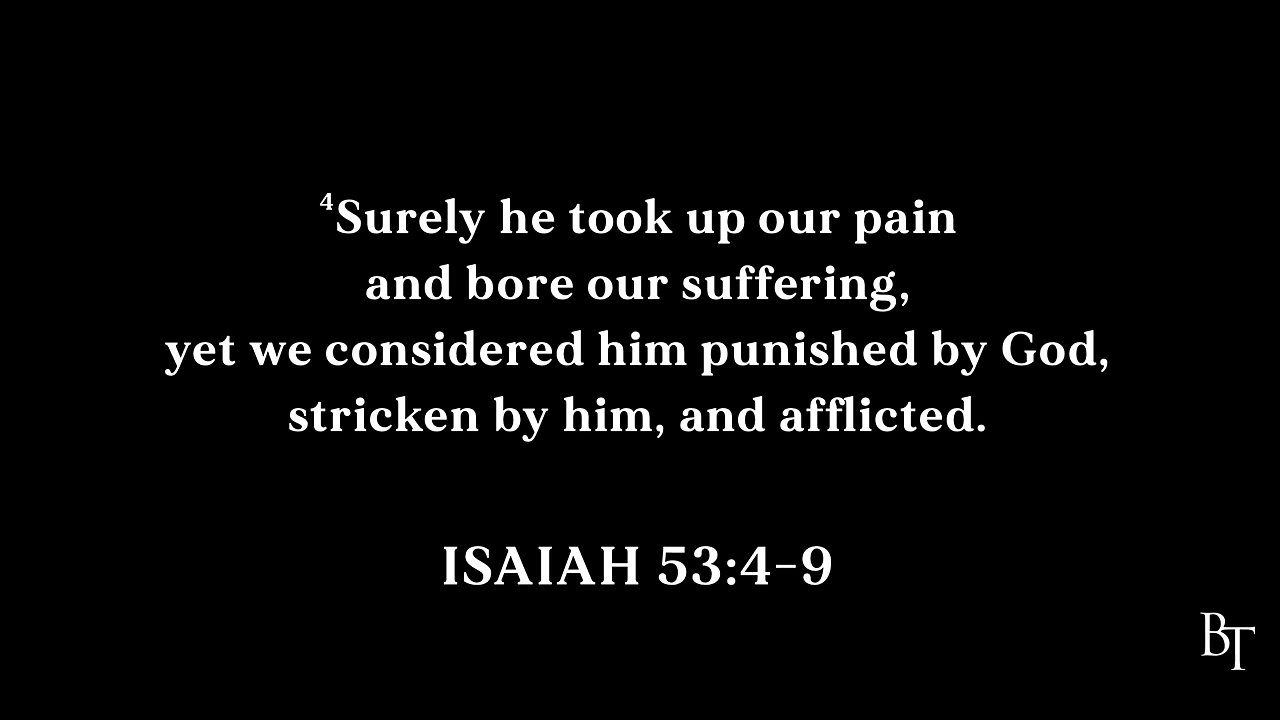 ⁴Surely he took up our pain
and bore our suffering,
yet we considered him punished by God,
stricken by him, and afflicted.
ISAIAH 53:4-9
BT